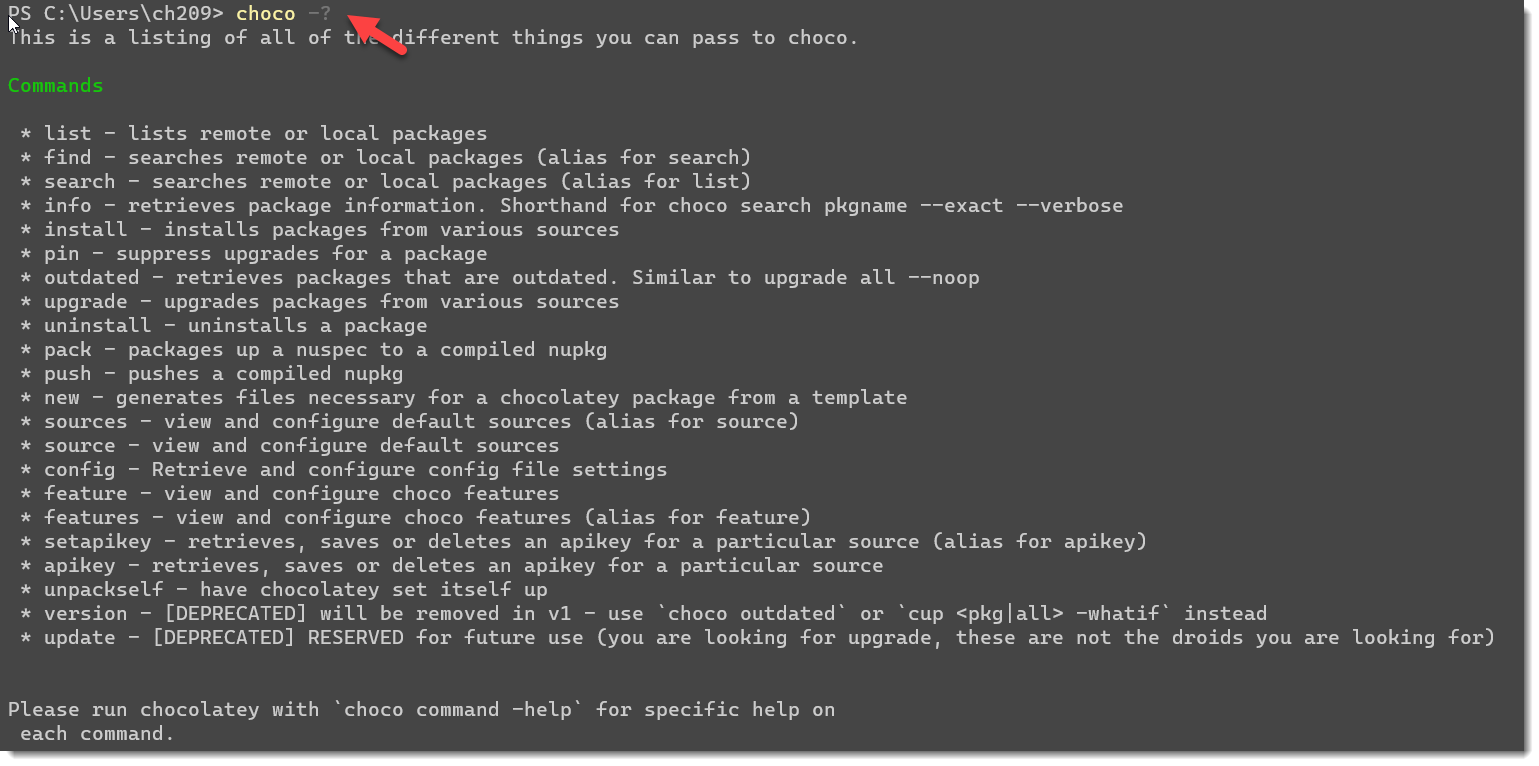 PS C:\Users\ch209> choco -?
This is a listing of all of the different things you can pass to choco.
Commands
* list - lists remote or local packages
* find - searches remote or local packages (alias for search)
* search - searches remote or local packages (alias for list)
* info - retrieves package information. Shorthand for choco search pkgname --exact --verbose
* install - installs packages from various sources
* pin - suppress upgrades for a package
* outdated - retrieves packages that are outdated. Similar to upgrade all --noop
* upgrade - upgrades packages from various sources
* uninstall - uninstalls a package
* pack - packages up a nuspec to a compiled nupkg
* push - pushes a compiled nupkg
* new - generates files necessary for a chocolatey package from a template
* sources - view and configure default sources (alias for source)
* source - view and configure default sources
* config - Retrieve and configure config file settings
* feature - view and configure choco features
* features - view and configure choco features (alias for feature)
* setapikey - retrieves, saves or deletes an apikey for a particular source (alias for apikey)
* apikey - retrieves, saves or deletes an apikey for a particular source
* unpackself - have chocolatey set itself up
* version - [DEPRECATED] will be removed in v1 - use `choco outdated` or `cup <pkg|all> -whatif` instead
* update - [DEPRECATED] RESERVED for future use (you are looking for upgrade, these are not the droids you are looking for)
Please run chocolatey with `choco command -help` for specific help on
each command.